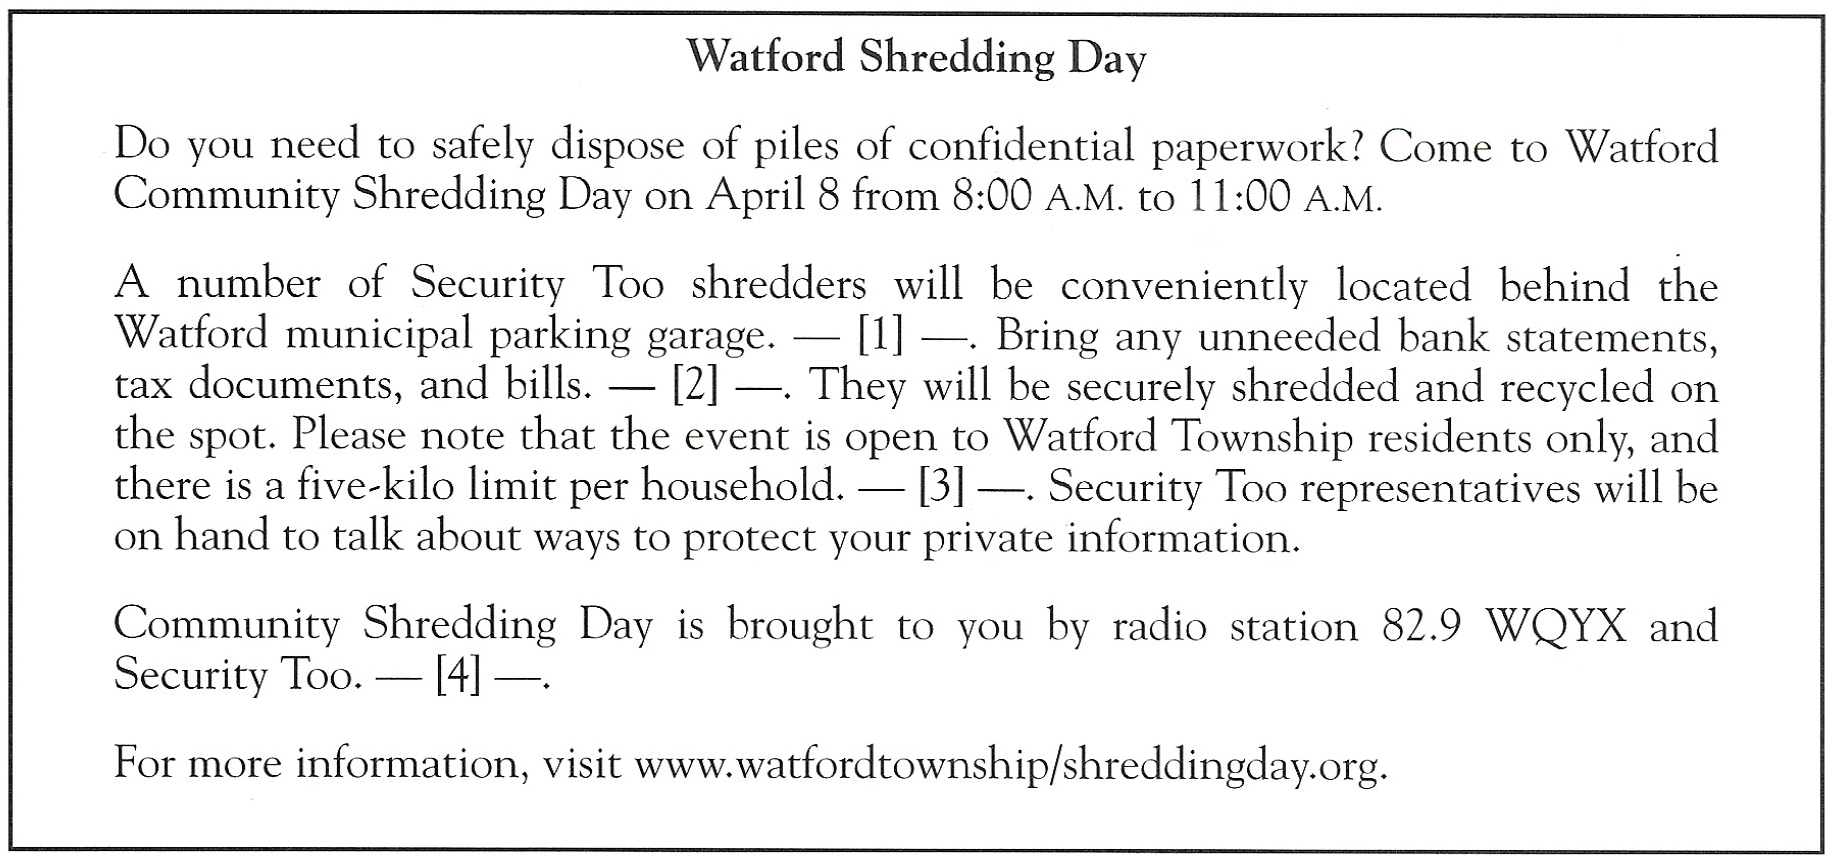 Watford Shredding Day
Do you need to safely dispose of piles of confidential paperwork? Come to Watford
Community Shredding Day on April 8 from 8:00 A.M. to 11:00 A.M.
A number of Security Too shredders will be conveniently located behind the
Watford municipal parking garage. — [1] —. Bring any unneeded bank statements,
tax documents, and bills. — [2] —. They will be securely shredded and recycled on
the spot. Please note that the event is open to Watford Township residents only, and
there is a five-kilo limit per household. — [3] —. Security Too representatives will be
on hand to talk about ways to protect your private information.
Community Shredding Day is brought to you by radio station 82.9 WQYX and
Security Too. — [4] —.
For more information, visit www.watfordtownship/shreddingday.org.